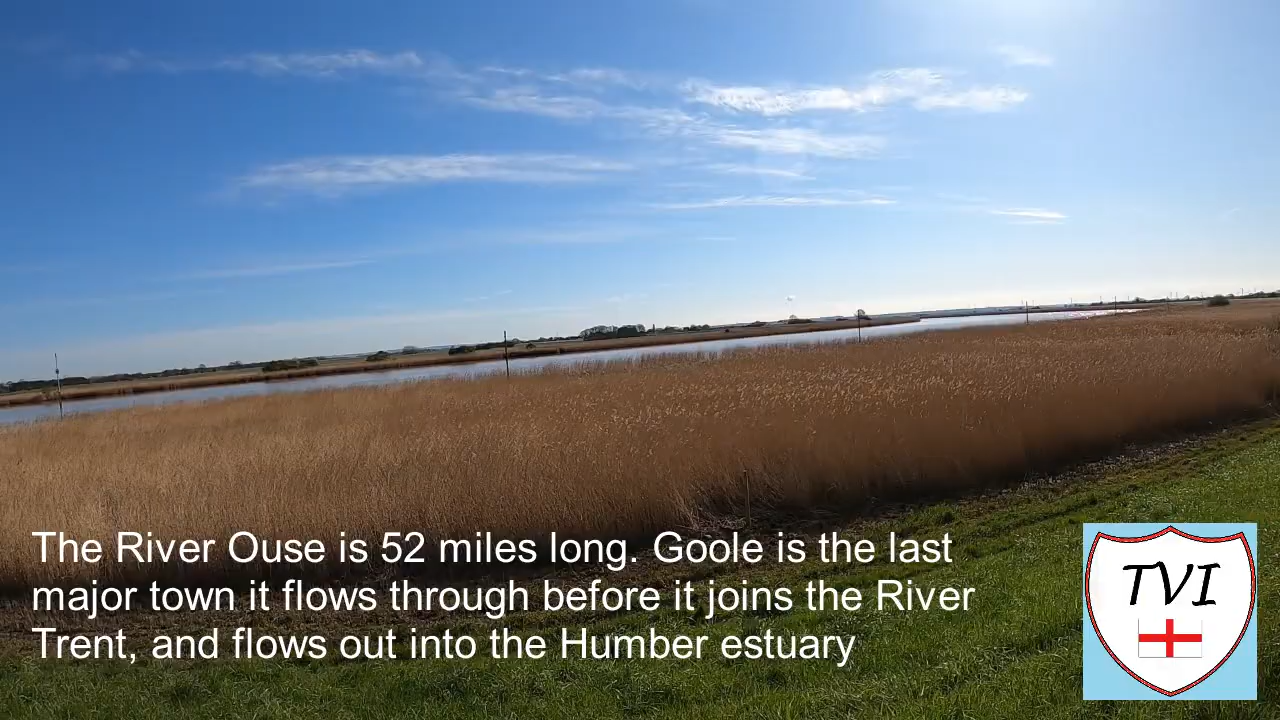 The River Ouse is 52 miles long. Goole is the last
major town it flows through before it joins the River
Trent, and flows out into the Humber estuary
TVI